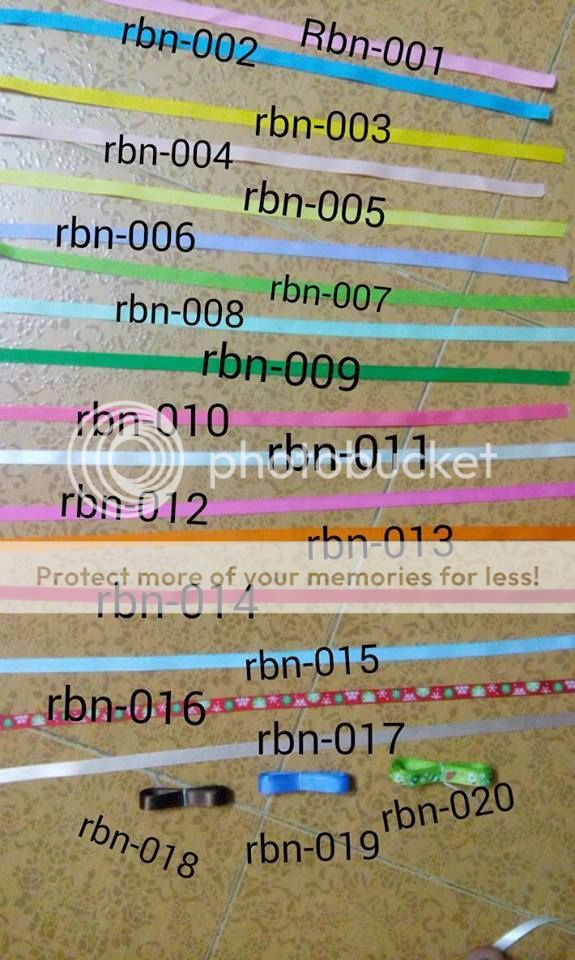 Rbn-001
rbn-002
rbn-003
rbn-004
rbn-005
rbn-006
rbn-007
rbn-008
rbn-009
rbn-010
rbn-011
photobucket
rbn-012
rbn-013
Protect more of your memories for less!
rbn-014
rbn-015
rbn-016
rbn-017
rbn-018
rbn-019
rbn-020